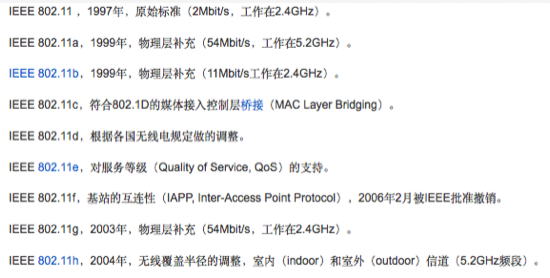 IEEE 802.11 ，1997年，原始标准（2Mbit/s，工作在2.4GHz）。
IEEE 802.11a，1999年，物理层补充（54Mbit/s，工作在5.2GHz）。
IEEE 802.11b，1999年，物理层补充（11Mbit/s工作在2.4GHz）。
IEEE 802.11c，符合802.1D的媒体接入控制层桥接（MAC Layer Bridging）。
IEEE 802.11d，根据各国无线电规定做的调整。
IEEE 802.11e，对服务等级（Quality of Service, QoS）的支持。
IEEE 802.11f，基站的互连性（IAPP, Inter-Access Point Protocol），2006年2月被IEEE批准撤销。
IEEE 802.11g，2003年，物理层补充（54Mbit/s，工作在2.4GHz）。
IEEE 802.11h，2004年，无线覆盖半径的调整，室内（indoor）和室外（outdoor）信道（5.2GHz频段）。